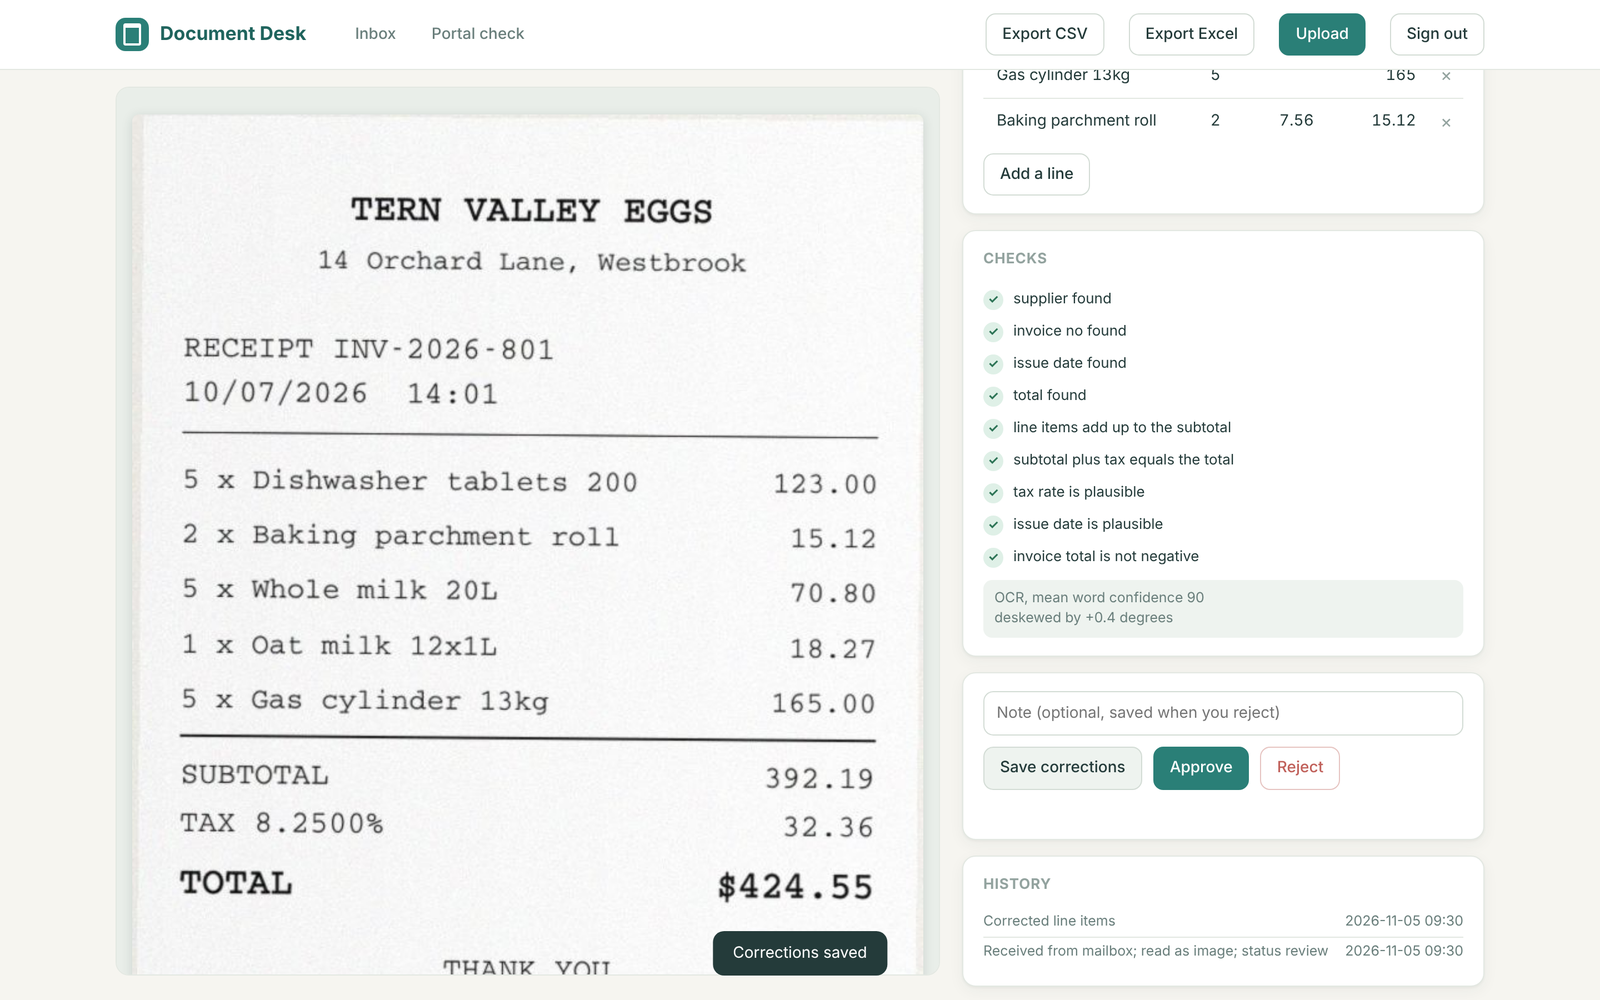 Document Desk
Inbox
Portal check
Export CSV
Export Excel
Upload
Sign out
TERN VALLEY EGGS
14 Orchard Lane, Westbrook
RECEIPT INV-2026-801
10/07/2026 14:01
5 x Dishwasher tablets 200 123.00
2 x Baking parchment roll 15.12
5 x Whole milk 20L 70.80
1 x Oat milk 12x1L 18.27
5 x Gas cylinder 13kg 165.00
SUBTOTAL 392.19
TAX 8.2500% 32.36
TOTAL $424.55
THANK YOU
Corrections saved
Gas cylinder 13kg 5 165 ×
Baking parchment roll 2 7.56 15.12 ×
Add a line
CHECKS
supplier found
invoice no found
issue date found
total found
line items add up to the subtotal
subtotal plus tax equals the total
tax rate is plausible
issue date is plausible
invoice total is not negative
OCR, mean word confidence 90
deskewed by +0.4 degrees
Note (optional, saved when you reject)
Save corrections
Approve
Reject
HISTORY
Corrected line items 2026-11-05 09:30
Received from mailbox; read as image; status review 2026-11-05 09:30